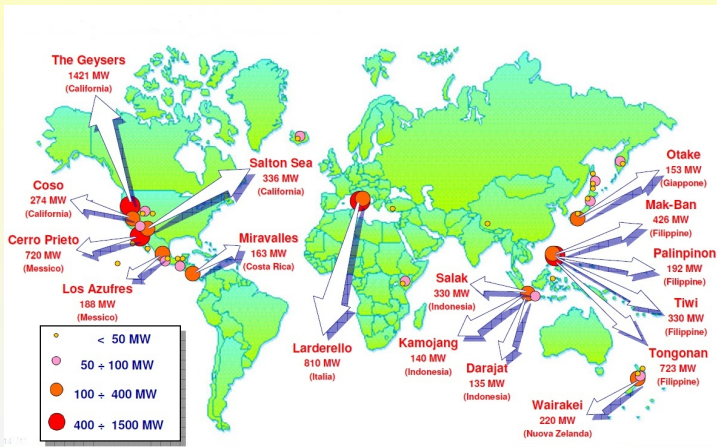 The Geysers
1421 MW
(California)
Salton Sea
336 MW
(California)
Coso
274 MW
(California)
Cerro Prieto
720 MW
(Messico)
Los Azufres
188 MW
(Messico)
Miravalles
163 MW
(Costa Rica)
Larderello
810 MW
(Italia)
Salak
330 MW
(Indonesia)
Kamojang
140 MW
(Indonesia)
Darajat
135 MW
(Indonesia)
Otake
153 MW
(Giappone)
Mak-Ban
426 MW
(Filippine)
Palinpinon
192 MW
(Filippine)
Tiwi
330 MW
(Filippine)
Tongonan
723 MW
(Filippine)
Wairakei
220 MW
(Nuova Zelanda)
< 50 MW
50 ÷ 100 MW
100 ÷ 400 MW
400 ÷ 1500 MW